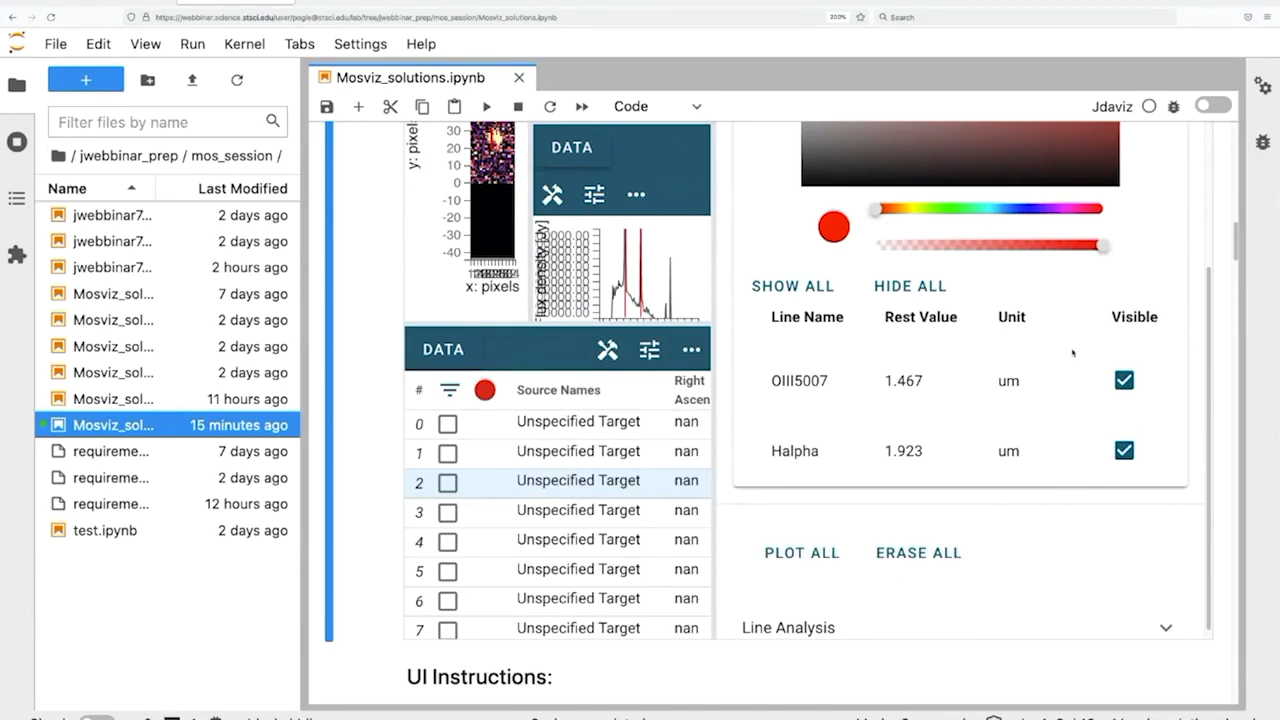 https://webbinar.science.stsci.edu/user/pogle@stsci.edu/lab/tree/jwebbinar_prep/mos_session/Mosviz_solutions.ipynb
200%
Search
File Edit View Run Kernel Tabs Settings Help
Mosviz_solutions.ipynb
Code
Jdaviz
Filter files by name
/ jwebbinar_prep / mos_session /
Name Last Modified
jwebbinar7... 2 days ago
jwebbinar7... 2 days ago
jwebbinar7... 2 hours ago
Mosviz_sol... 7 days ago
Mosviz_sol... 2 days ago
Mosviz_sol... 2 days ago
Mosviz_sol... 2 days ago
Mosviz_sol... 11 hours ago
Mosviz_sol... 15 minutes ago
requireme... 7 days ago
requireme... 2 days ago
requireme... 12 hours ago
test.ipynb 2 days ago
y: pixels
30
20
10
0
-10
-20
-30
-40
x: pixels
DATA
flux density [Jy]
DATA
# Source Names Right Ascen
0 Unspecified Target nan
1 Unspecified Target nan
2 Unspecified Target nan
3 Unspecified Target nan
4 Unspecified Target nan
5 Unspecified Target nan
6 Unspecified Target nan
7 Unspecified Target nan
SHOW ALL HIDE ALL
Line Name Rest Value Unit Visible
OIII5007 1.467 um
Halpha 1.923 um
PLOT ALL ERASE ALL
Line Analysis
UI Instructions: